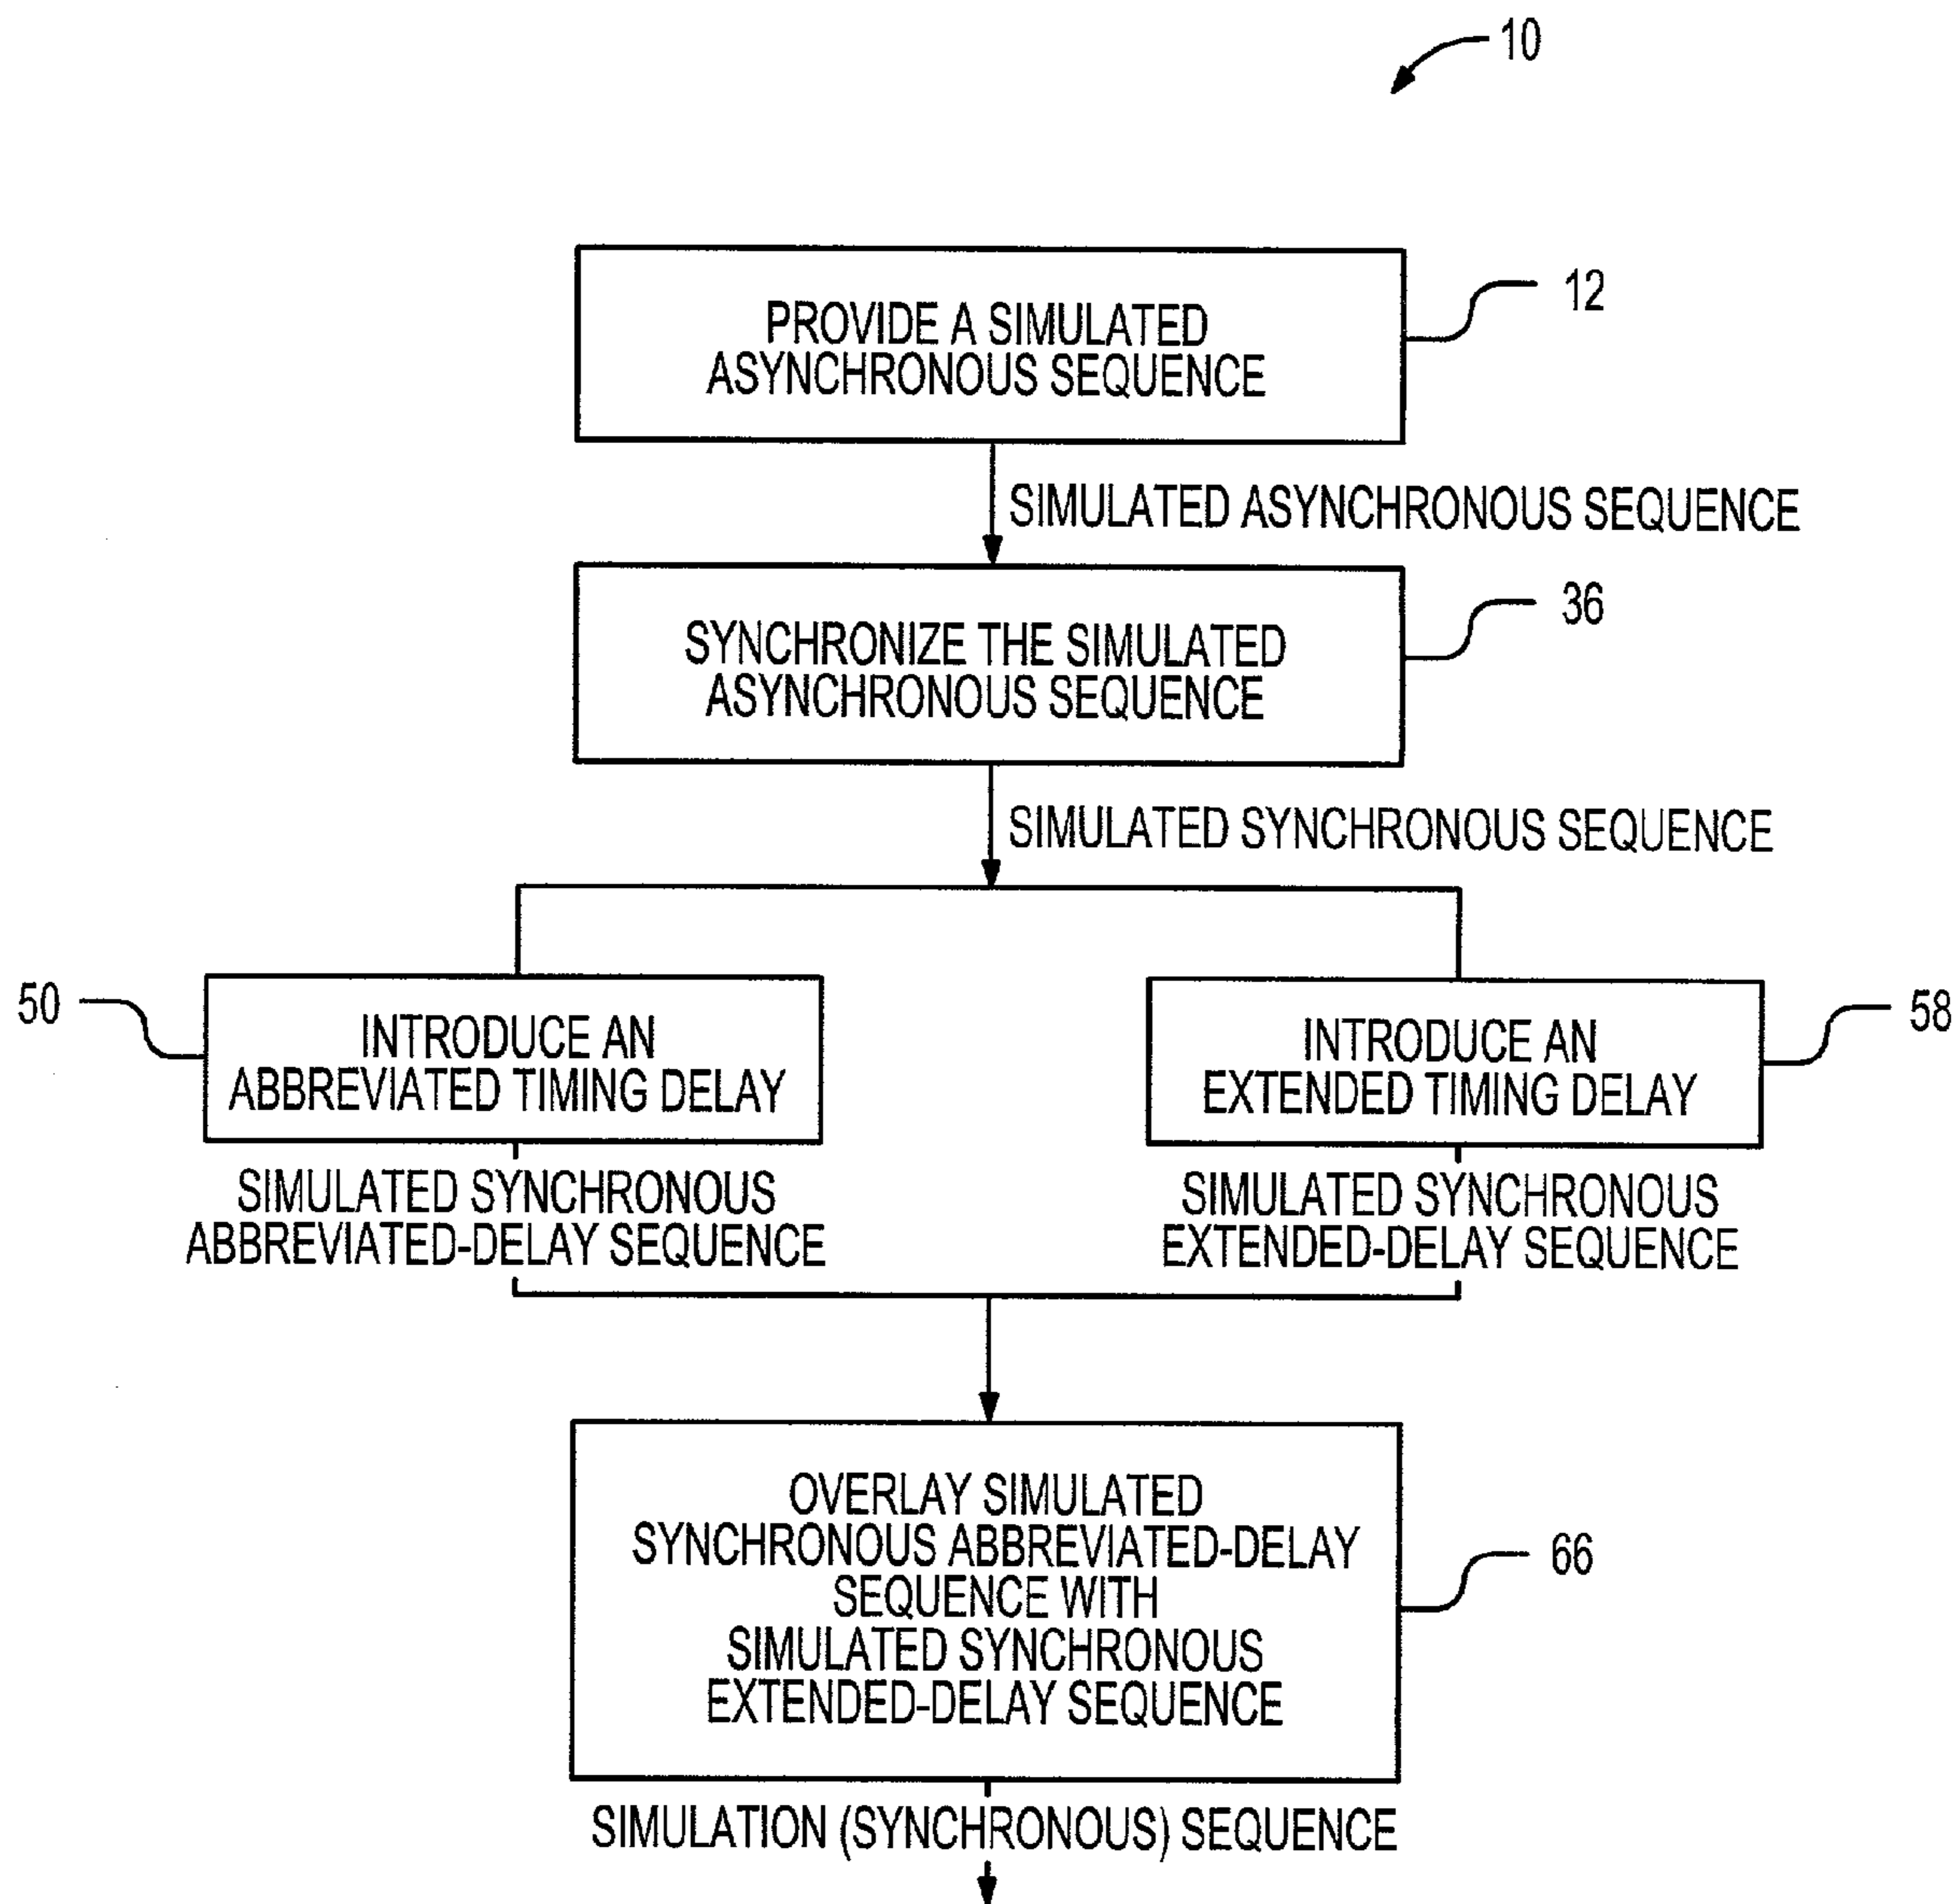 10
PROVIDE A SIMULATED
ASYNCHRONOUS SEQUENCE
12
SIMULATED ASYNCHRONOUS SEQUENCE
SYNCHRONIZE THE SIMULATED
ASYNCHRONOUS SEQUENCE
36
SIMULATED SYNCHRONOUS SEQUENCE
50
INTRODUCE AN
ABBREVIATED TIMING DELAY
INTRODUCE AN
EXTENDED TIMING DELAY
58
SIMULATED SYNCHRONOUS
ABBREVIATED-DELAY SEQUENCE
SIMULATED SYNCHRONOUS
EXTENDED-DELAY SEQUENCE
OVERLAY SIMULATED
SYNCHRONOUS ABBREVIATED-DELAY
SEQUENCE WITH
SIMULATED SYNCHRONOUS
EXTENDED-DELAY SEQUENCE
66
SIMULATION (SYNCHRONOUS) SEQUENCE